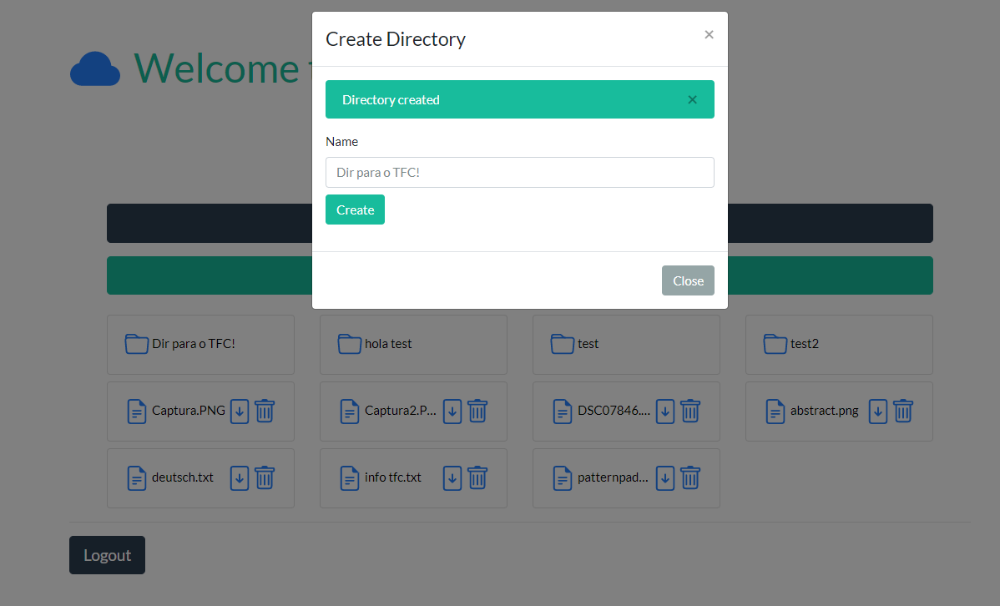 Create Directory
×
Welcome
Directory created
×
Name
Dir para o TFC!
Create
Close
Dir para o TFC!
hola test
test
test2
Captura.PNG
Captura2.P...
DSC07846....
abstract.png
deutsch.txt
info tfc.txt
patternpad...
Logout